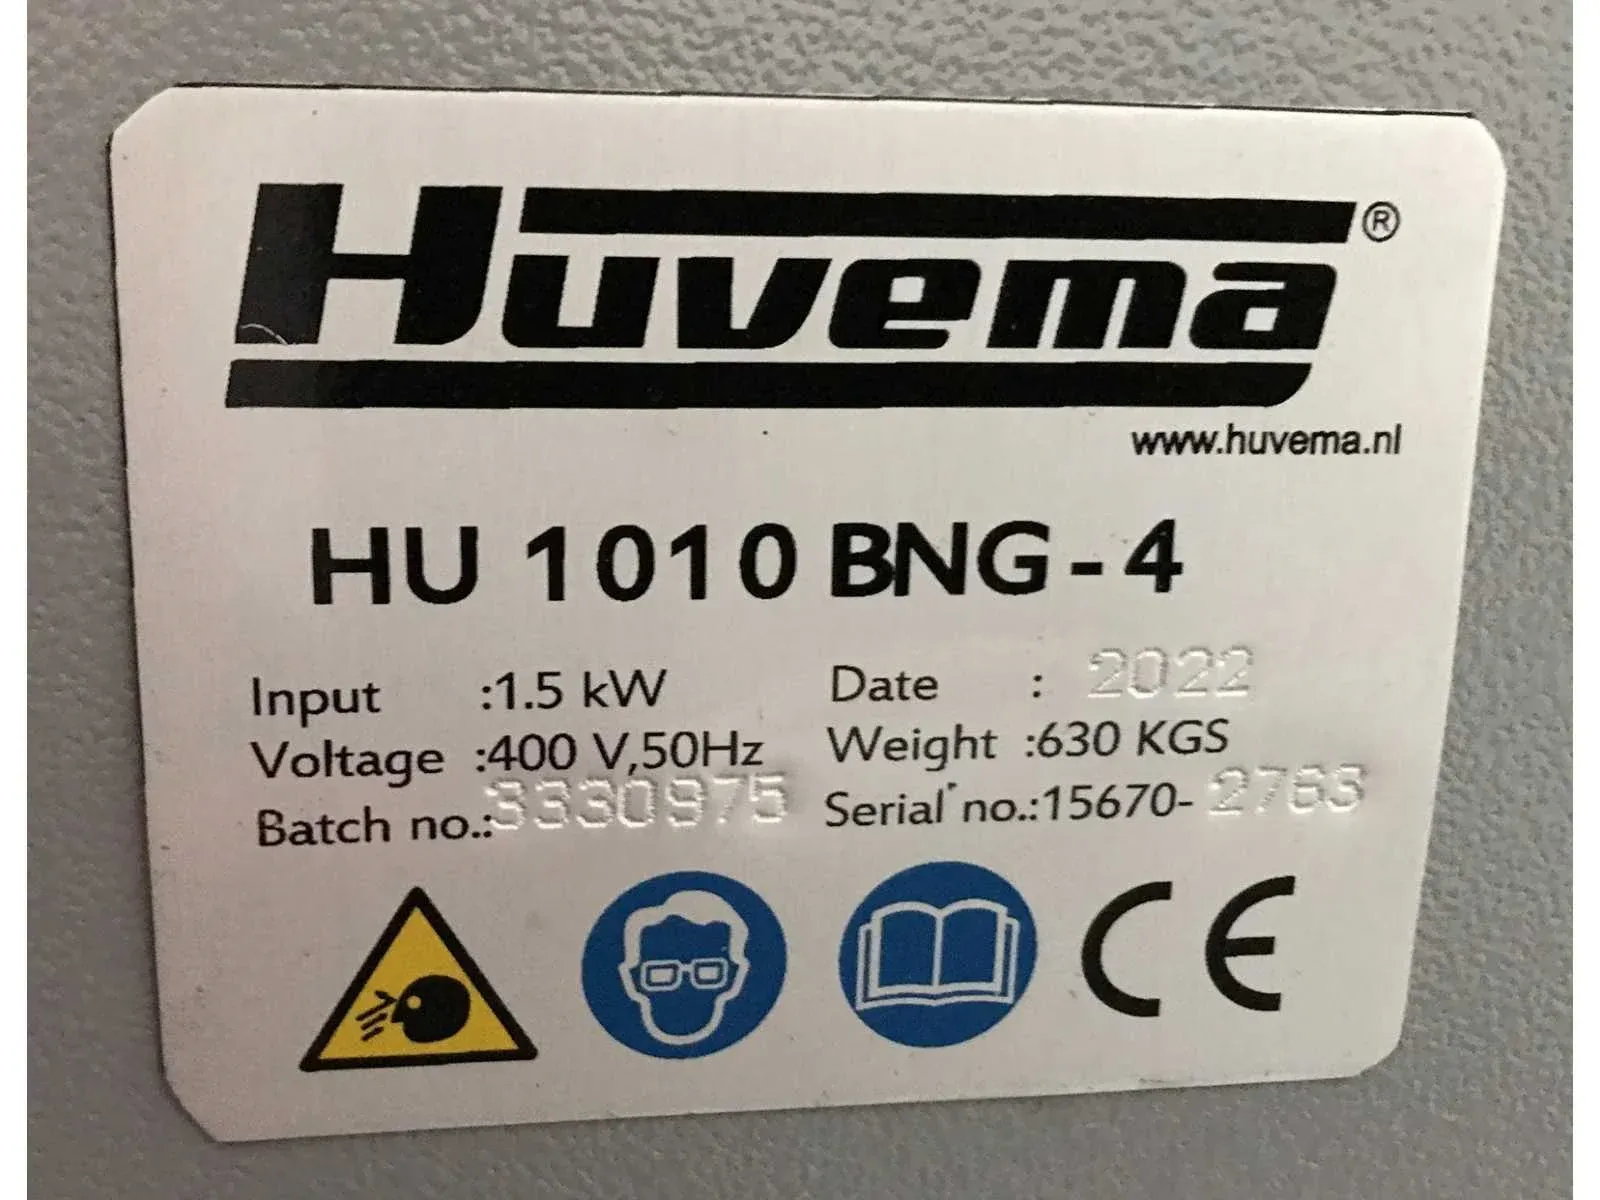 Huvema®
www.huvema.nl
HU 1010 BNG-4
Input :1.5 kW Date : 2022
Voltage :400 V,50Hz Weight :630 KGS
Batch no.:3330975 Serial no.:15670-2763
CE